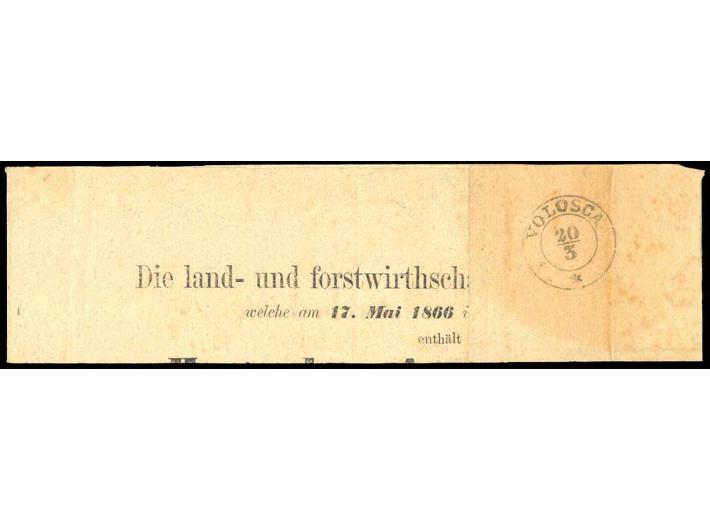 Die land- und forstwirthsch
welche am 17. Mai 1866 i
enthält
VOLOSCA
20
3
*